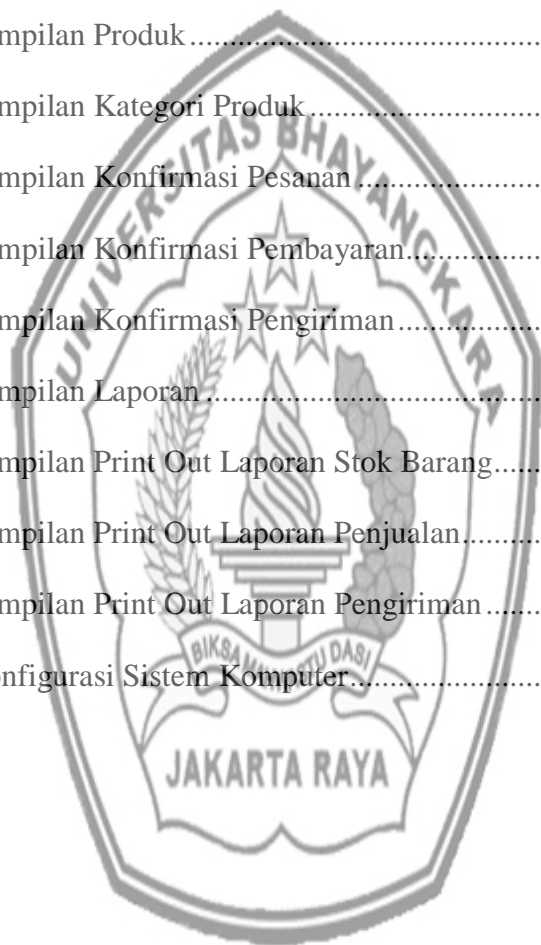 mpilan Produk........................................
mpilan Kategori Produk...........................
mpilan Konfirmasi Pesanan.....................
mpilan Konfirmasi Pembayaran................
mpilan Konfirmasi Pengiriman.................
mpilan Laporan......................................
mpilan Print Out Laporan Stok Barang......
mpilan Print Out Laporan Penjualan..........
mpilan Print Out Laporan Pengiriman.......
onfigurasi Sistem Komputer.....................
UNIVERSITAS BHAYANGKARA
JAKARTA RAYA